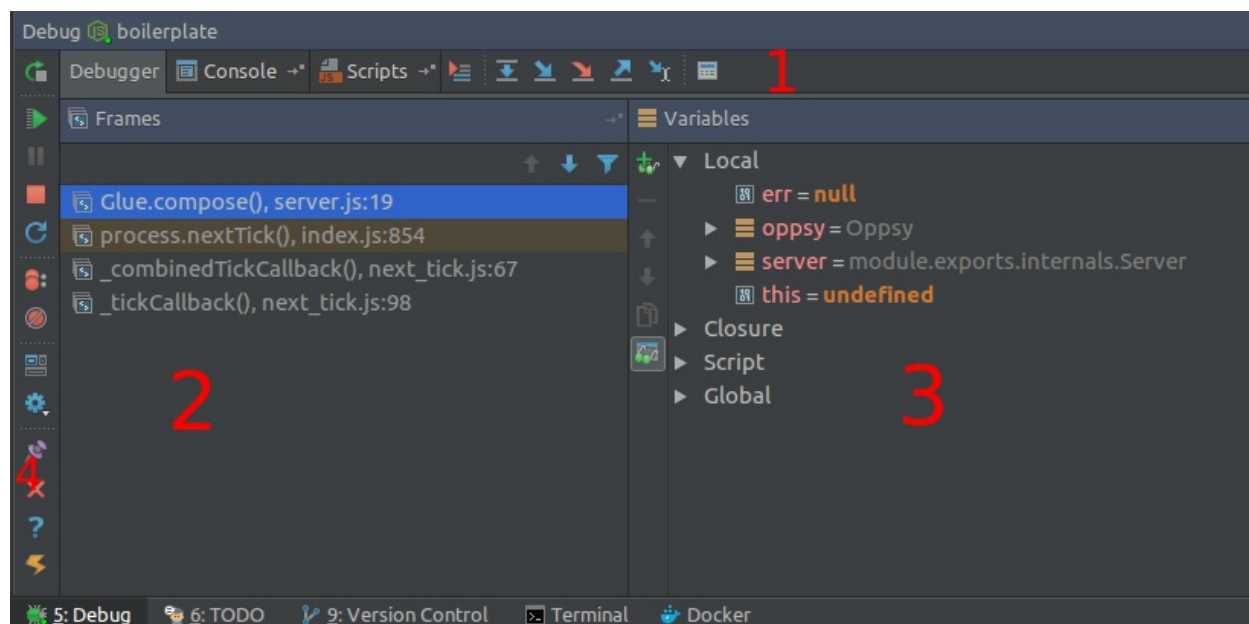 Debug boilerplate
Debugger Console Scripts 1
Frames Variables
Local
Glue.compose(), server.js:19 err = null
process.nextTick(), index.js:854 oppsy = Oppsy
_combinedTickCallback(), next_tick.js:67 server = module.exports.internals.Server
_tickCallback(), next_tick.js:98 this = undefined
Closure
Script
Global
2 3
4
5: Debug 6: TODO 9: Version Control Terminal Docker